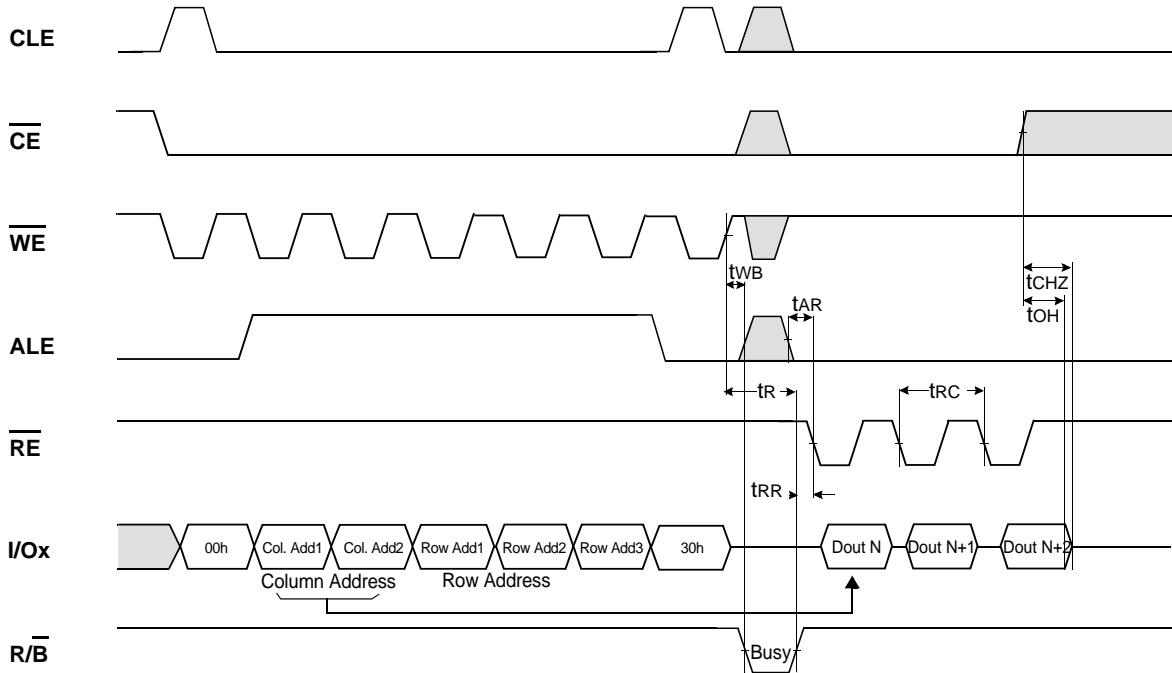 CLE
CE
WE
tWB
tCHZ
tAR
tOH
ALE
tR
tRC
RE
tRR
I/Ox
00h
Col. Add1
Col. Add2
Row Add1
Row Add2
Row Add3
30h
Dout N
Dout N+1
Dout N+2
Column Address
Row Address
R/B
Busy